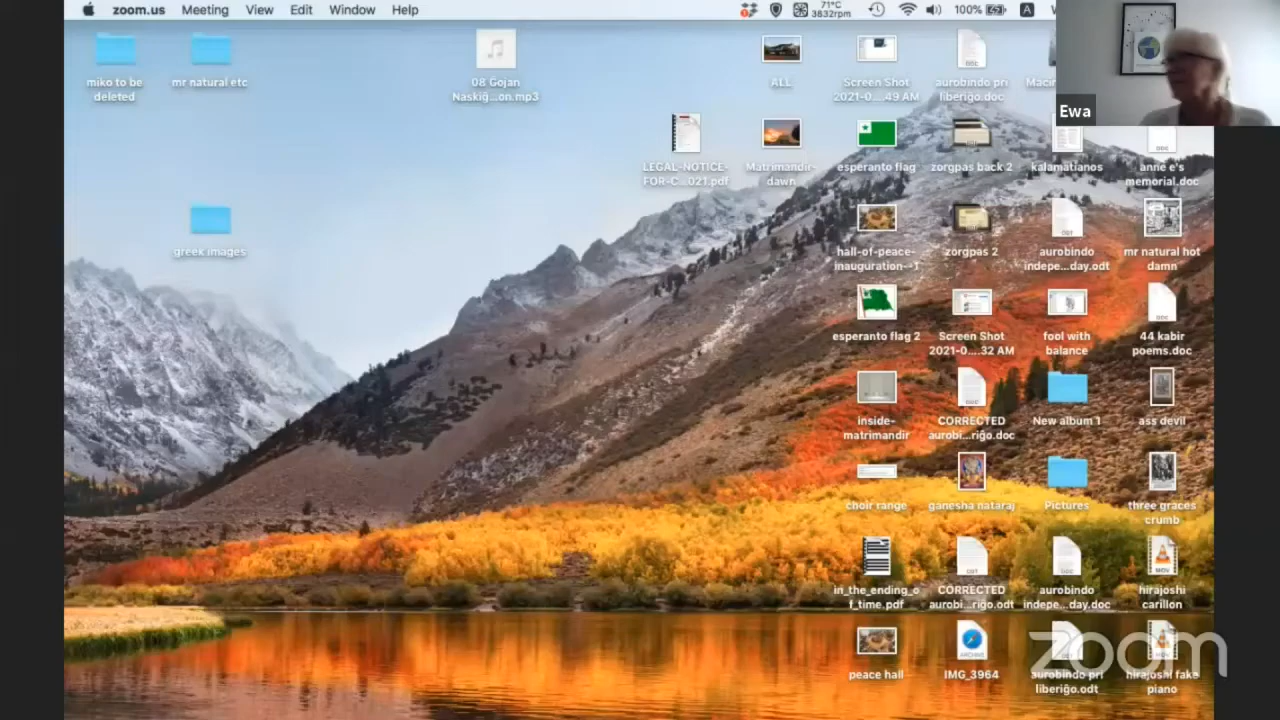 zoom.us Meeting View Edit Window Help
71°C
3832rpm
100%
A
Ewa
miko to be
deleted
mr natural etc
08 Gojan
Naskiĝ...on.mp3
ALL
Screen Shot
2021-0....49 AM
aurobindo pri
liberiĝo.doc
LEGAL-NOTICE-
FOR-C...021.pdf
Matrimandir-
dawn
esperanto flag
zorgpas back 2
kalamatianos
anne e's
memorial.doc
greek images
hall-of-peace-
inauguration--1
zorgpas 2
aurobindo
indepe...day.odt
mr natural hot
damn
esperanto flag 2
Screen Shot
2021-0....32 AM
fool with
balance
44 kabir
poems.doc
inside-
matrimandir
CORRECTED
aurobi...riĝo.doc
New album 1
ass devil
choir range
ganesha nataraj
Pictures
three graces
crumb
in_the_ending_o
f_time.pdf
CORRECTED
aurobi...rigo.odt
aurobindo
indepe...day.doc
hirajoshi
carillon
peace hall
IMG_3964
aurobindo pri
liberiĝo.odt
hirajoshi fake
piano
zoom